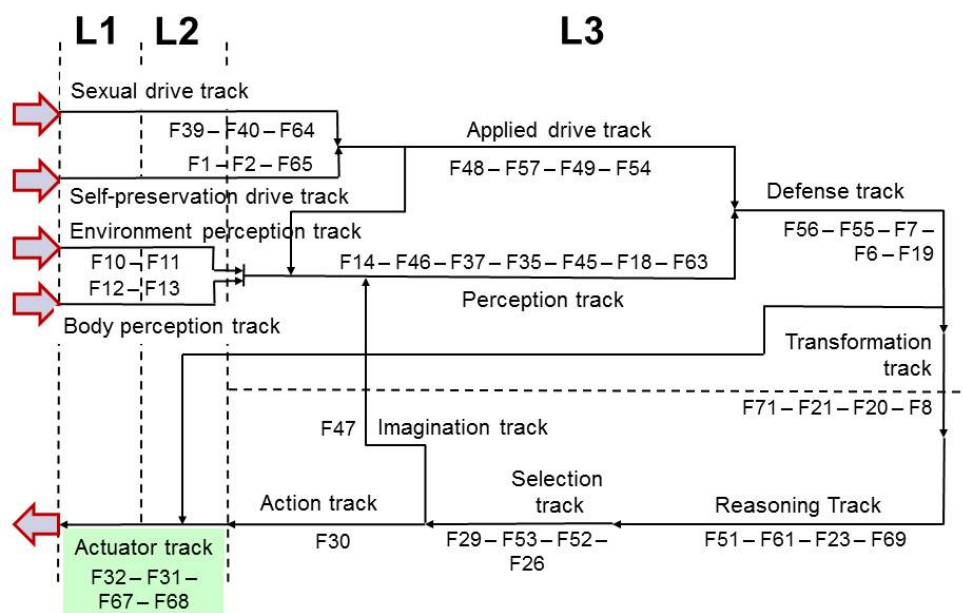 L1 L2 L3
Sexual drive track
F39 – F40 – F64
Applied drive track
F1 – F2 – F65
F48 – F57 – F49 – F54
Self-preservation drive track
Defense track
Environment perception track
F56 – F55 – F7 –
F6 – F19
F10 – F11
F14 – F46 – F37 – F35 – F45 – F18 – F63
F12 – F13
Perception track
Body perception track
Transformation
track
F71 – F21 – F20 – F8
F47
Imagination track
Selection
track
Action track
Reasoning Track
F30
F29 – F53 – F52 –
F26
F51 – F61 – F23 – F69
Actuator track
F32 – F31 –
F67 – F68